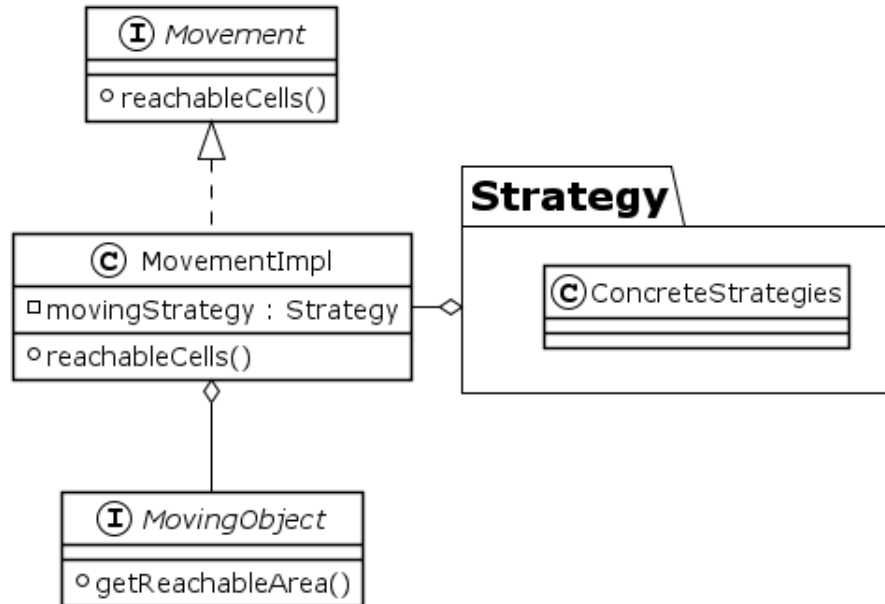 I Movement
reachableCells()
C MovementImpl
movingStrategy : Strategy
reachableCells()
Strategy
C ConcreteStrategies
I MovingObject
getReachableArea()